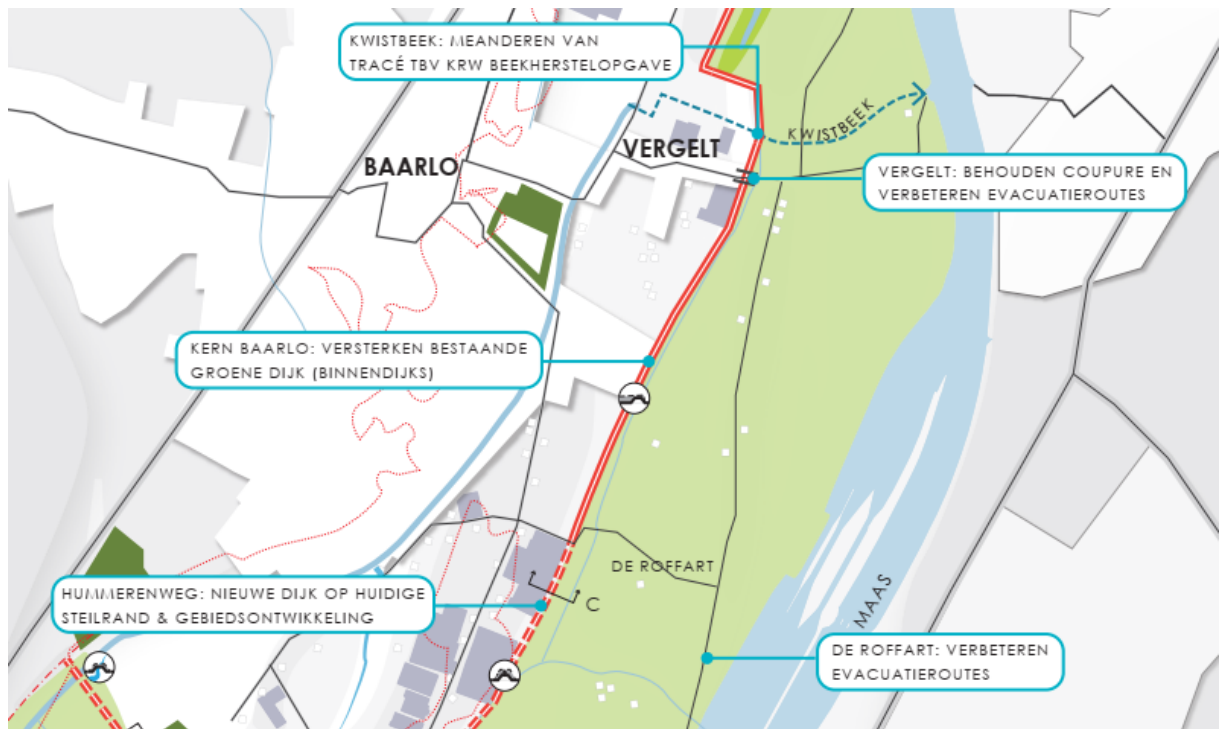 KWISTBEEK: MEANDEREN VAN
TRACÉ TBV KRW BEEKHERSTELOPGAVE
KWISTBEEK
BAARLO
VERGELT
VERGELT: BEHOUDEN COUPURE EN
VERBETEREN EVACUATIEROUTES
KERN BAARLO: VERSTERKEN BESTAANDE
GROENE DIJK (BINNENDIJKS)
DE ROFFART
HUMMERENWEG: NIEUWE DIJK OP HUIDIGE
STEILRAND & GEBIEDSONTWIKKELING
C
MAAS
DE ROFFART: VERBETEREN
EVACUATIEROUTES